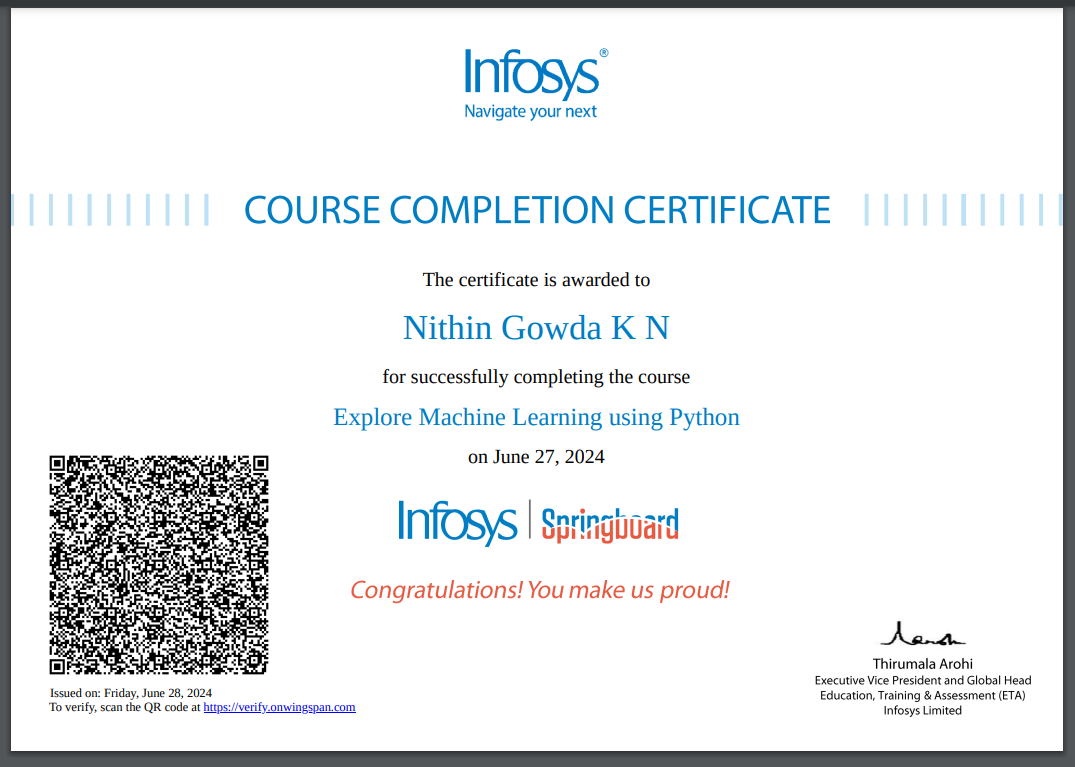 Infosys®
Navigate your next
COURSE COMPLETION CERTIFICATE
The certificate is awarded to
Nithin Gowda K N
for successfully completing the course
Explore Machine Learning using Python
on June 27, 2024
Infosys | Springboard
Congratulations! You make us proud!
Issued on: Friday, June 28, 2024
To verify, scan the QR code at https://verify.onwingspan.com
Thirumala Arohi
Executive Vice President and Global Head
Education, Training & Assessment (ETA)
Infosys Limited